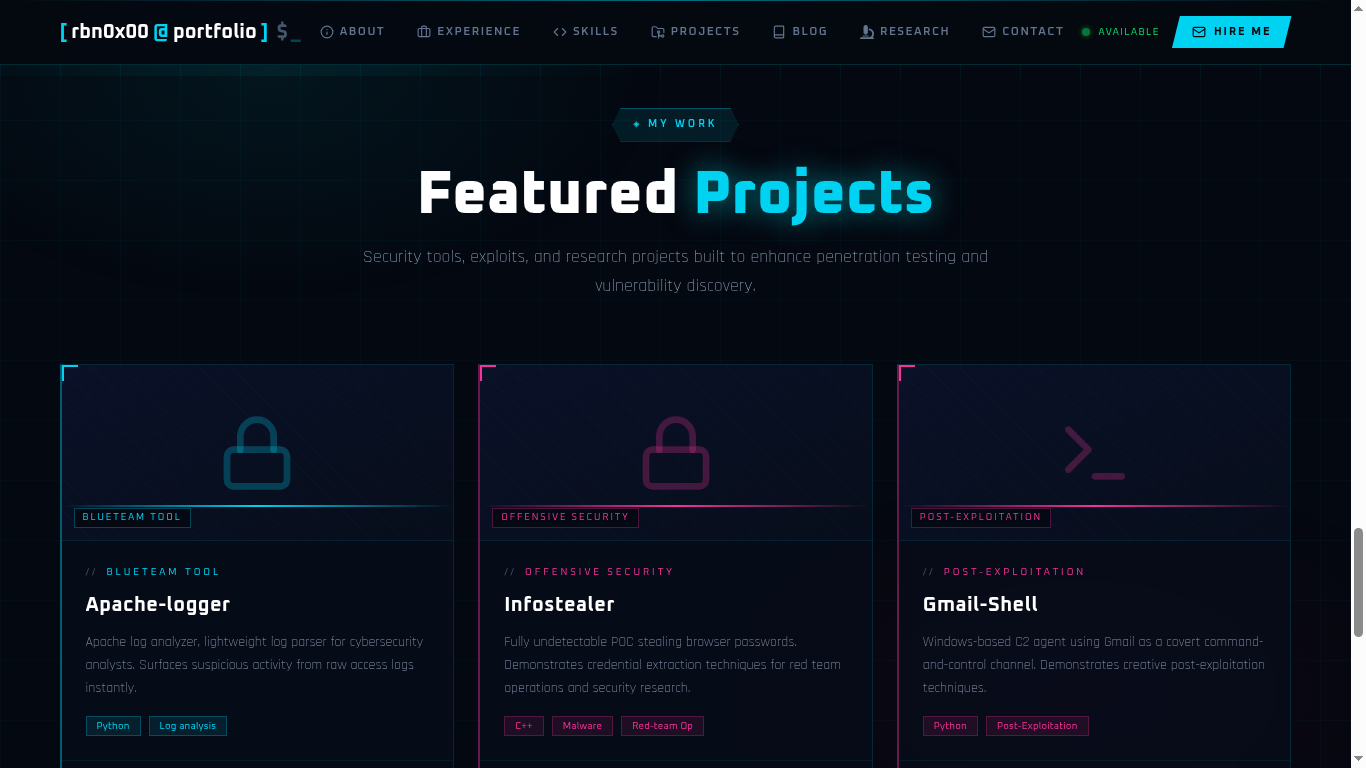 [ rbn0x00 @ portfolio ] $_
ABOUT
EXPERIENCE
SKILLS
PROJECTS
BLOG
RESEARCH
CONTACT
AVAILABLE
HIRE ME
MY WORK
Featured Projects
Security tools, exploits, and research projects built to enhance penetration testing and
vulnerability discovery.
BLUETEAM TOOL
// BLUETEAM TOOL
Apache-logger
Apache log analyzer, lightweight log parser for cybersecurity
analysts. Surfaces suspicious activity from raw access logs
instantly.
Python
Log analysis
OFFENSIVE SECURITY
// OFFENSIVE SECURITY
Infostealer
Fully undetectable POC stealing browser passwords.
Demonstrates credential extraction techniques for red team
operations and security research.
C++
Malware
Red-team Op
POST-EXPLOITATION
// POST-EXPLOITATION
Gmail-Shell
Windows-based C2 agent using Gmail as a covert command-
and-control channel. Demonstrates creative post-exploitation
techniques.
Python
Post-Exploitation